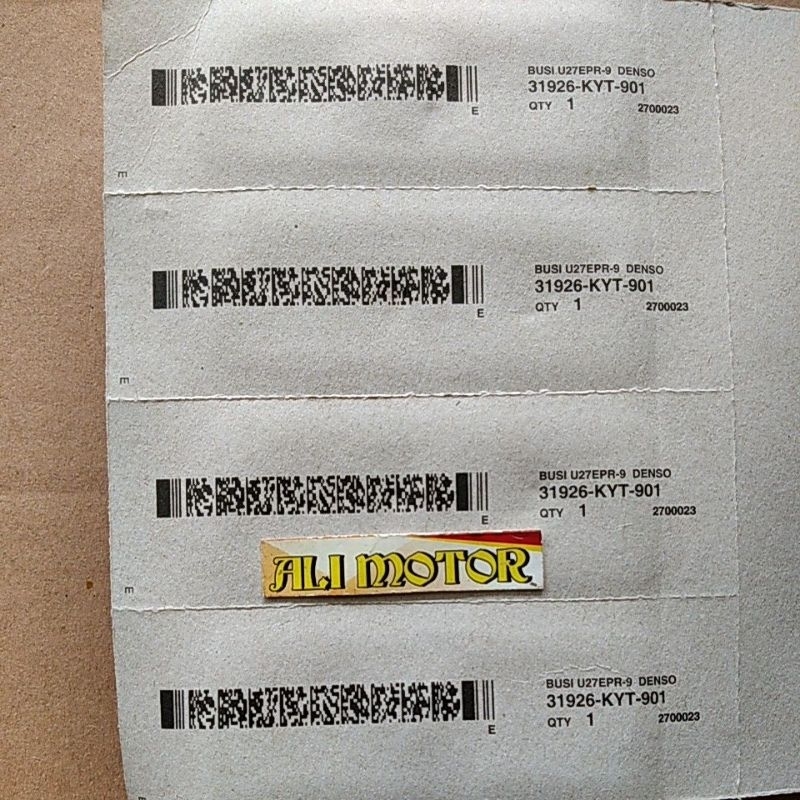 BUSI U27EPR-9 DENSO
31926-KYT-901
QTY 1 2700023
E
E
BUSI U27EPR-9 DENSO
31926-KYT-901
QTY 1 2700023
E
E
BUSI U27EPR-9 DENSO
31926-KYT-901
QTY 1 2700023
E
ALI MOTOR
E
BUSI U27EPR-9 DENSO
31926-KYT-901
QTY 1 2700023
E